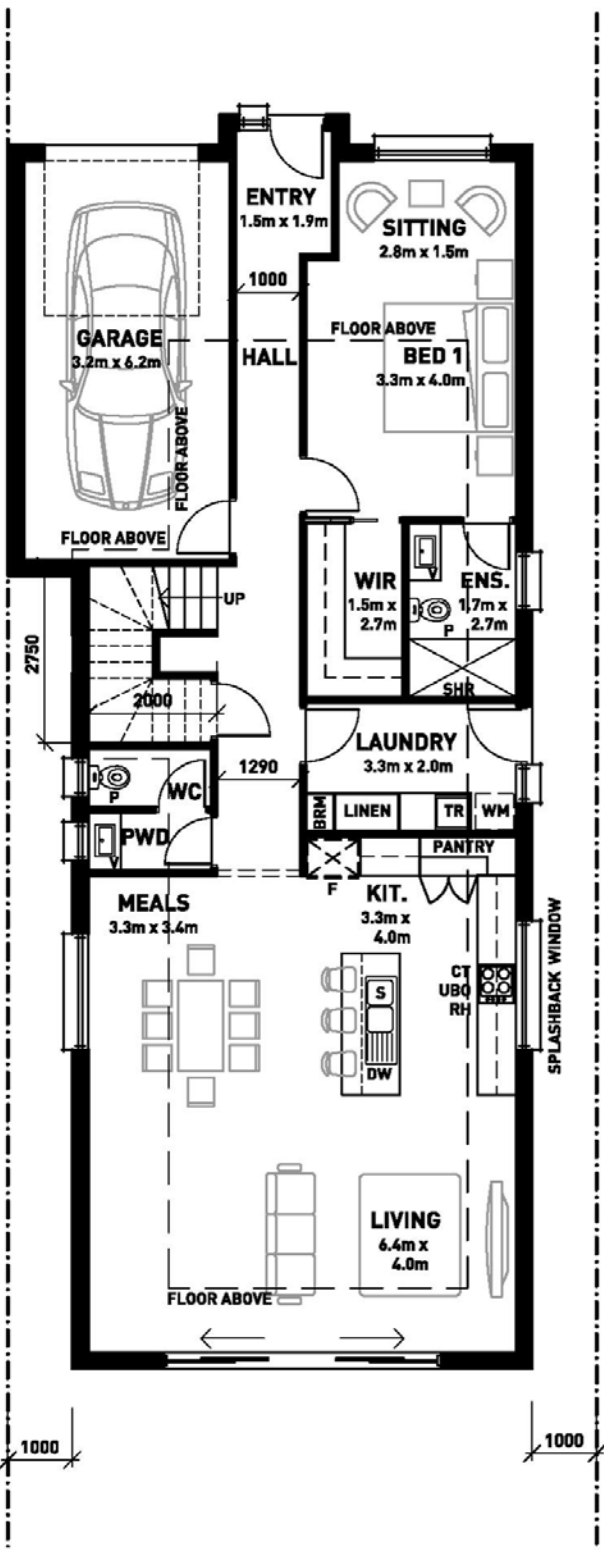 ENTRY
1.5m x 1.9m
SITTING
2.8m x 1.5m
1000
GARAGE
3.2m x 6.2m
HALL
FLOOR ABOVE
BED 1
3.3m x 4.0m
FLOOR ABOVE
FLOOR ABOVE
UP
WIR
1.5m x
2.7m
ENS.
1.7m x
2.7m
P
SHR
2750
2000
LAUNDRY
3.3m x 2.0m
1290
WC
P
BRM
LINEN
TR
WM
PWD
PANTRY
F
MEALS
3.3m x 3.4m
KIT.
3.3m x
4.0m
SPLASHBACK WINDOW
CT
UBO
RH
S
DW
LIVING
6.4m x
4.0m
FLOOR ABOVE
1000
1000